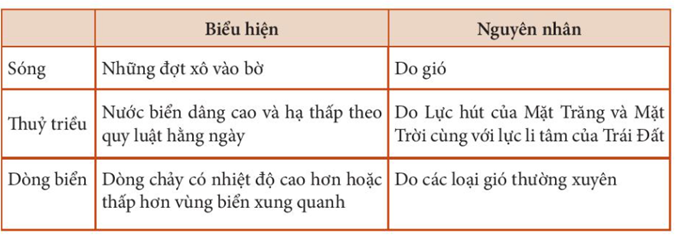 Biểu hiện Nguyên nhân
Sóng Những đợt xô vào bờ Do gió
Thuỷ triều Nước biển dâng cao và hạ thấp theo quy luật hằng ngày Do Lực hút của Mặt Trăng và Mặt Trời cùng với lực li tâm của Trái Đất
Dòng biển Dòng chảy có nhiệt độ cao hơn hoặc thấp hơn vùng biển xung quanh Do các loại gió thường xuyên